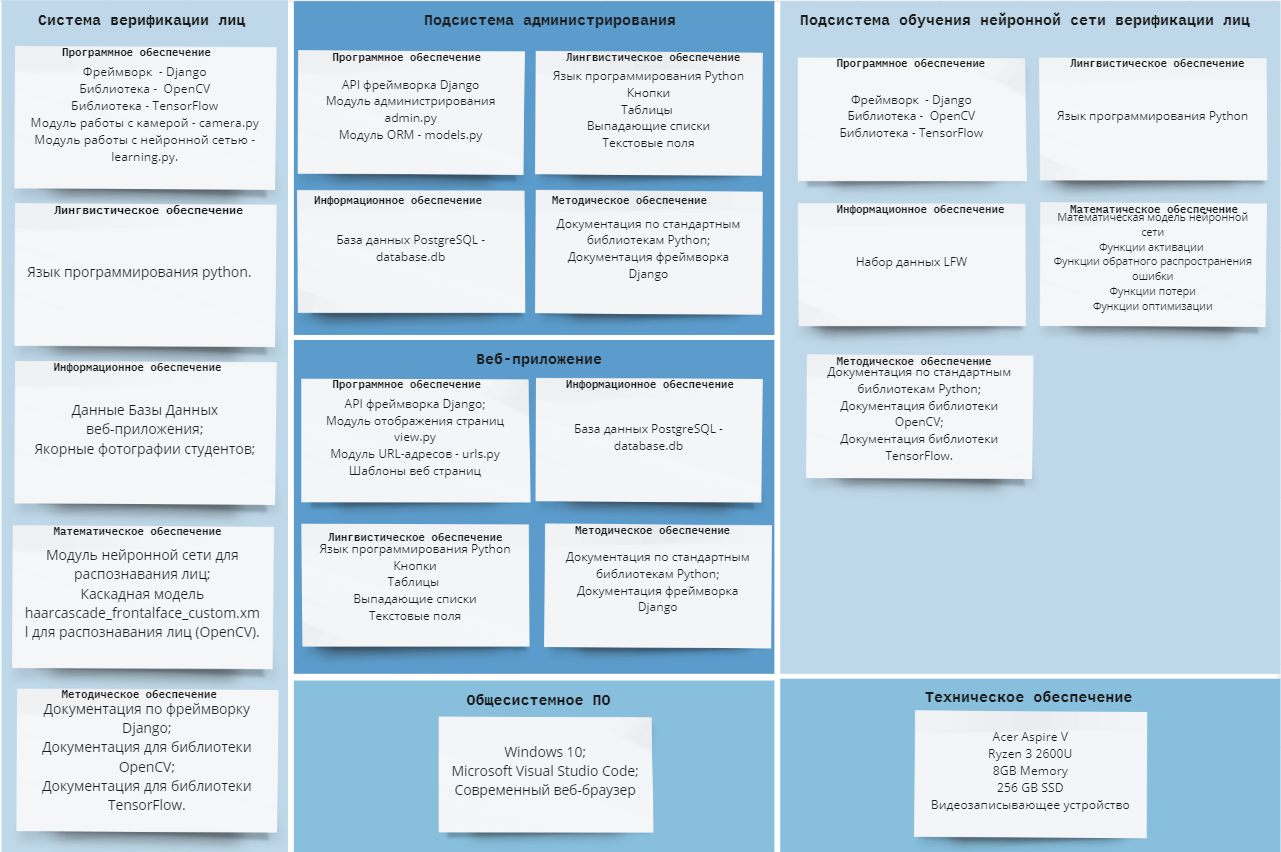 Система верификации лиц
Программное обеспечение
Фреймворк - Django
Библиотека - OpenCV
Библиотека - TensorFlow
Модуль работы с камерой - camera.py
Модуль работы с нейронной сетью -
learning.py.
Лингвистическое обеспечение
Язык программирования python.
Информационное обеспечение
Данные Базы Данных
веб-приложения;
Якорные фотографии студентов;
Математическое обеспечение
Модуль нейронной сети для
распознавания лиц;
Каскадная модель
haarcascade_frontalface_custom.xm
l для распознавания лиц (OpenCV).
Методическое обеспечение
Документация по фреймворку
Django;
Документация для библиотеки
OpenCV;
Документация для библиотеки
TensorFlow.
Подсистема администрирования
Программное обеспечение
API фреймворка Django
Модуль администрирования
admin.py
Модуль ORM - models.py
Лингвистическое обеспечение
Язык программирования Python
Кнопки
Таблицы
Выпадающие списки
Текстовые поля
Информационное обеспечение
База данных PostgreSQL -
database.db
Методическое обеспечение
Документация по стандартным
библиотекам Python;
Документация фреймворка
Django
Веб-приложение
Программное обеспечение
API фреймворка Django;
Модуль отображения страниц
view.py
Модуль URL-адресов - urls.py
Шаблоны веб страниц
Информационное обеспечение
База данных PostgreSQL -
database.db
Лингвистическое обеспечение
Язык программирования Python
Кнопки
Таблицы
Выпадающие списки
Текстовые поля
Методическое обеспечение
Документация по стандартным
библиотекам Python;
Документация фреймворка
Django
Общесистемное ПО
Windows 10;
Microsoft Visual Studio Code;
Современный веб-браузер
Подсистема обучения нейронной сети верификации лиц
Программное обеспечение
Фреймворк - Django
Библиотека - OpenCV
Библиотека - TensorFlow
Лингвистическое обеспечение
Язык программирования Python
Информационное обеспечение
Набор данных LFW
Математическое обеспечение
Математическая модель нейронной
сети
Функции активации
Функции обратного распространения
ошибки
Функции потери
Функции оптимизации
Методическое обеспечение
Документация по стандартным
библиотекам Python;
Документация библиотеки
OpenCV;
Документация библиотеки
TensorFlow.
Техническое обеспечение
Acer Aspire V
Ryzen 3 2600U
8GB Memory
256 GB SSD
Видеозаписывающее устройство